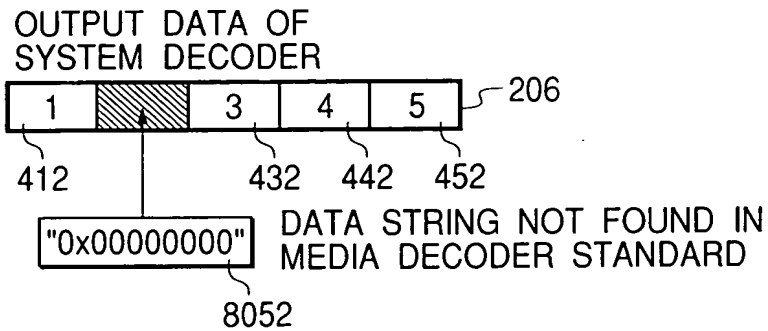 OUTPUT DATA OF
SYSTEM DECODER
1 3 4 5 206
412 432 442 452
"0x00000000" DATA STRING NOT FOUND IN
MEDIA DECODER STANDARD
8052